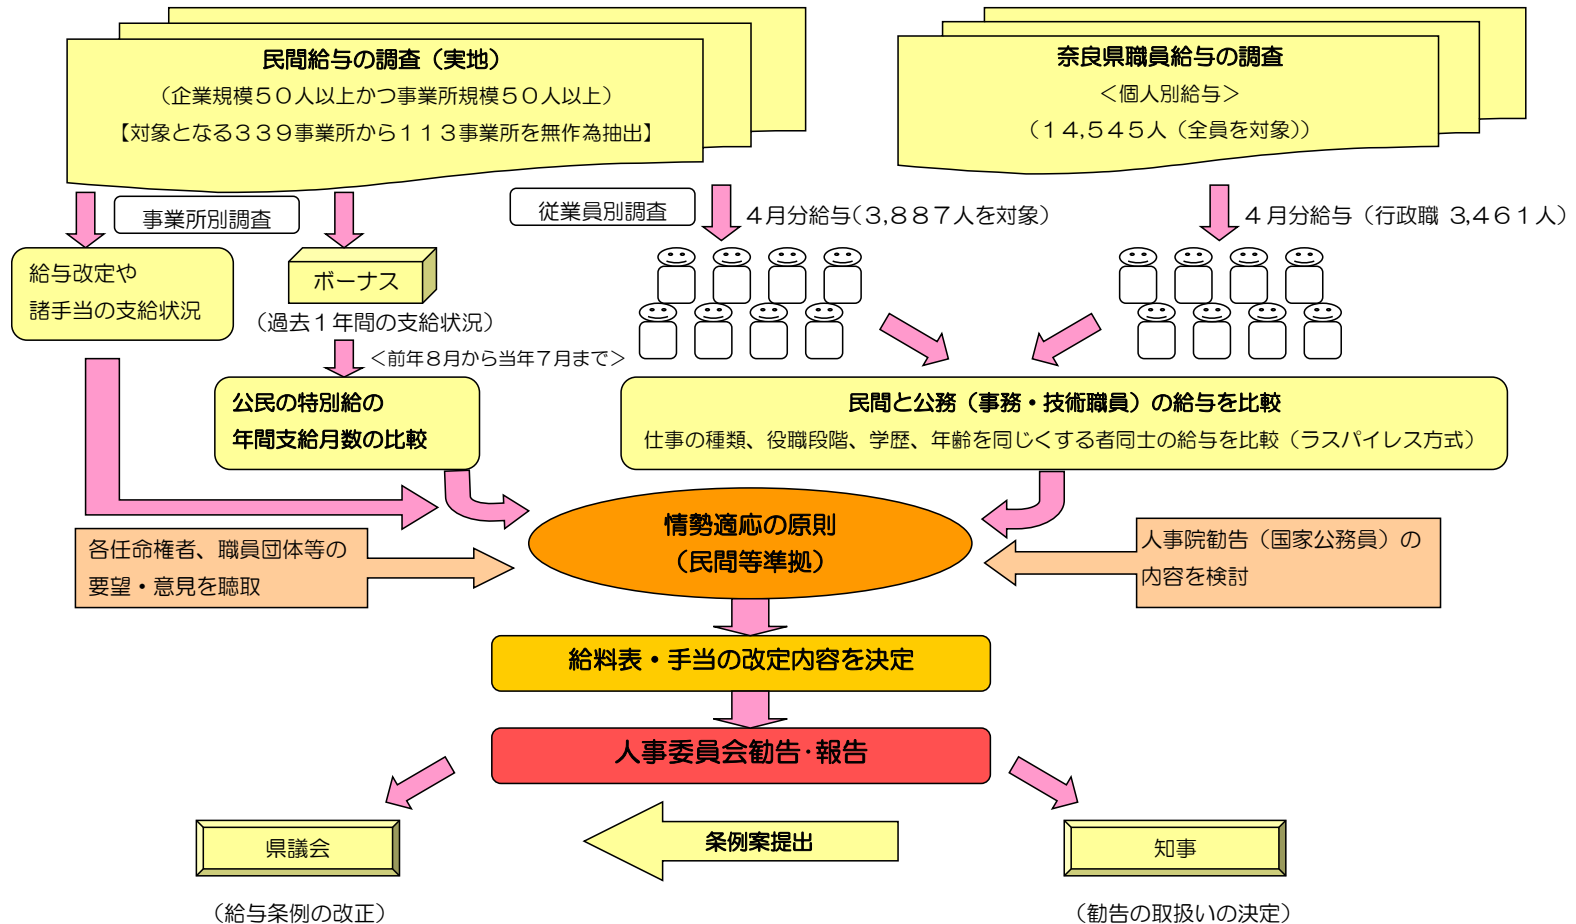 民間給与の調査（実地）
（企業規模５０人以上かつ事業所規模５０人以上）
【対象となる３３９事業所から１１３事業所を無作為抽出】
奈良県職員給与の調査
＜個人別給与＞
（１４,５４５人（全員を対象））
事業所別調査
従業員別調査
４月分給与（３,８８７人を対象）
４月分給与（行政職 ３,４６１人）
給与改定や
諸手当の支給状況
ボーナス
（過去１年間の支給状況）
＜前年８月から当年７月まで＞
公民の特別給の
年間支給月数の比較
民間と公務（事務・技術職員）の給与を比較
仕事の種類、役職段階、学歴、年齢を同じくする者同士の給与を比較（ラスパイレス方式）
情勢適応の原則
（民間等準拠）
各任命権者、職員団体等の
要望・意見を聴取
人事院勧告（国家公務員）の
内容を検討
給料表・手当の改定内容を決定
人事委員会勧告･報告
条例案提出
県議会
知事
（給与条例の改正）
（勧告の取扱いの決定）